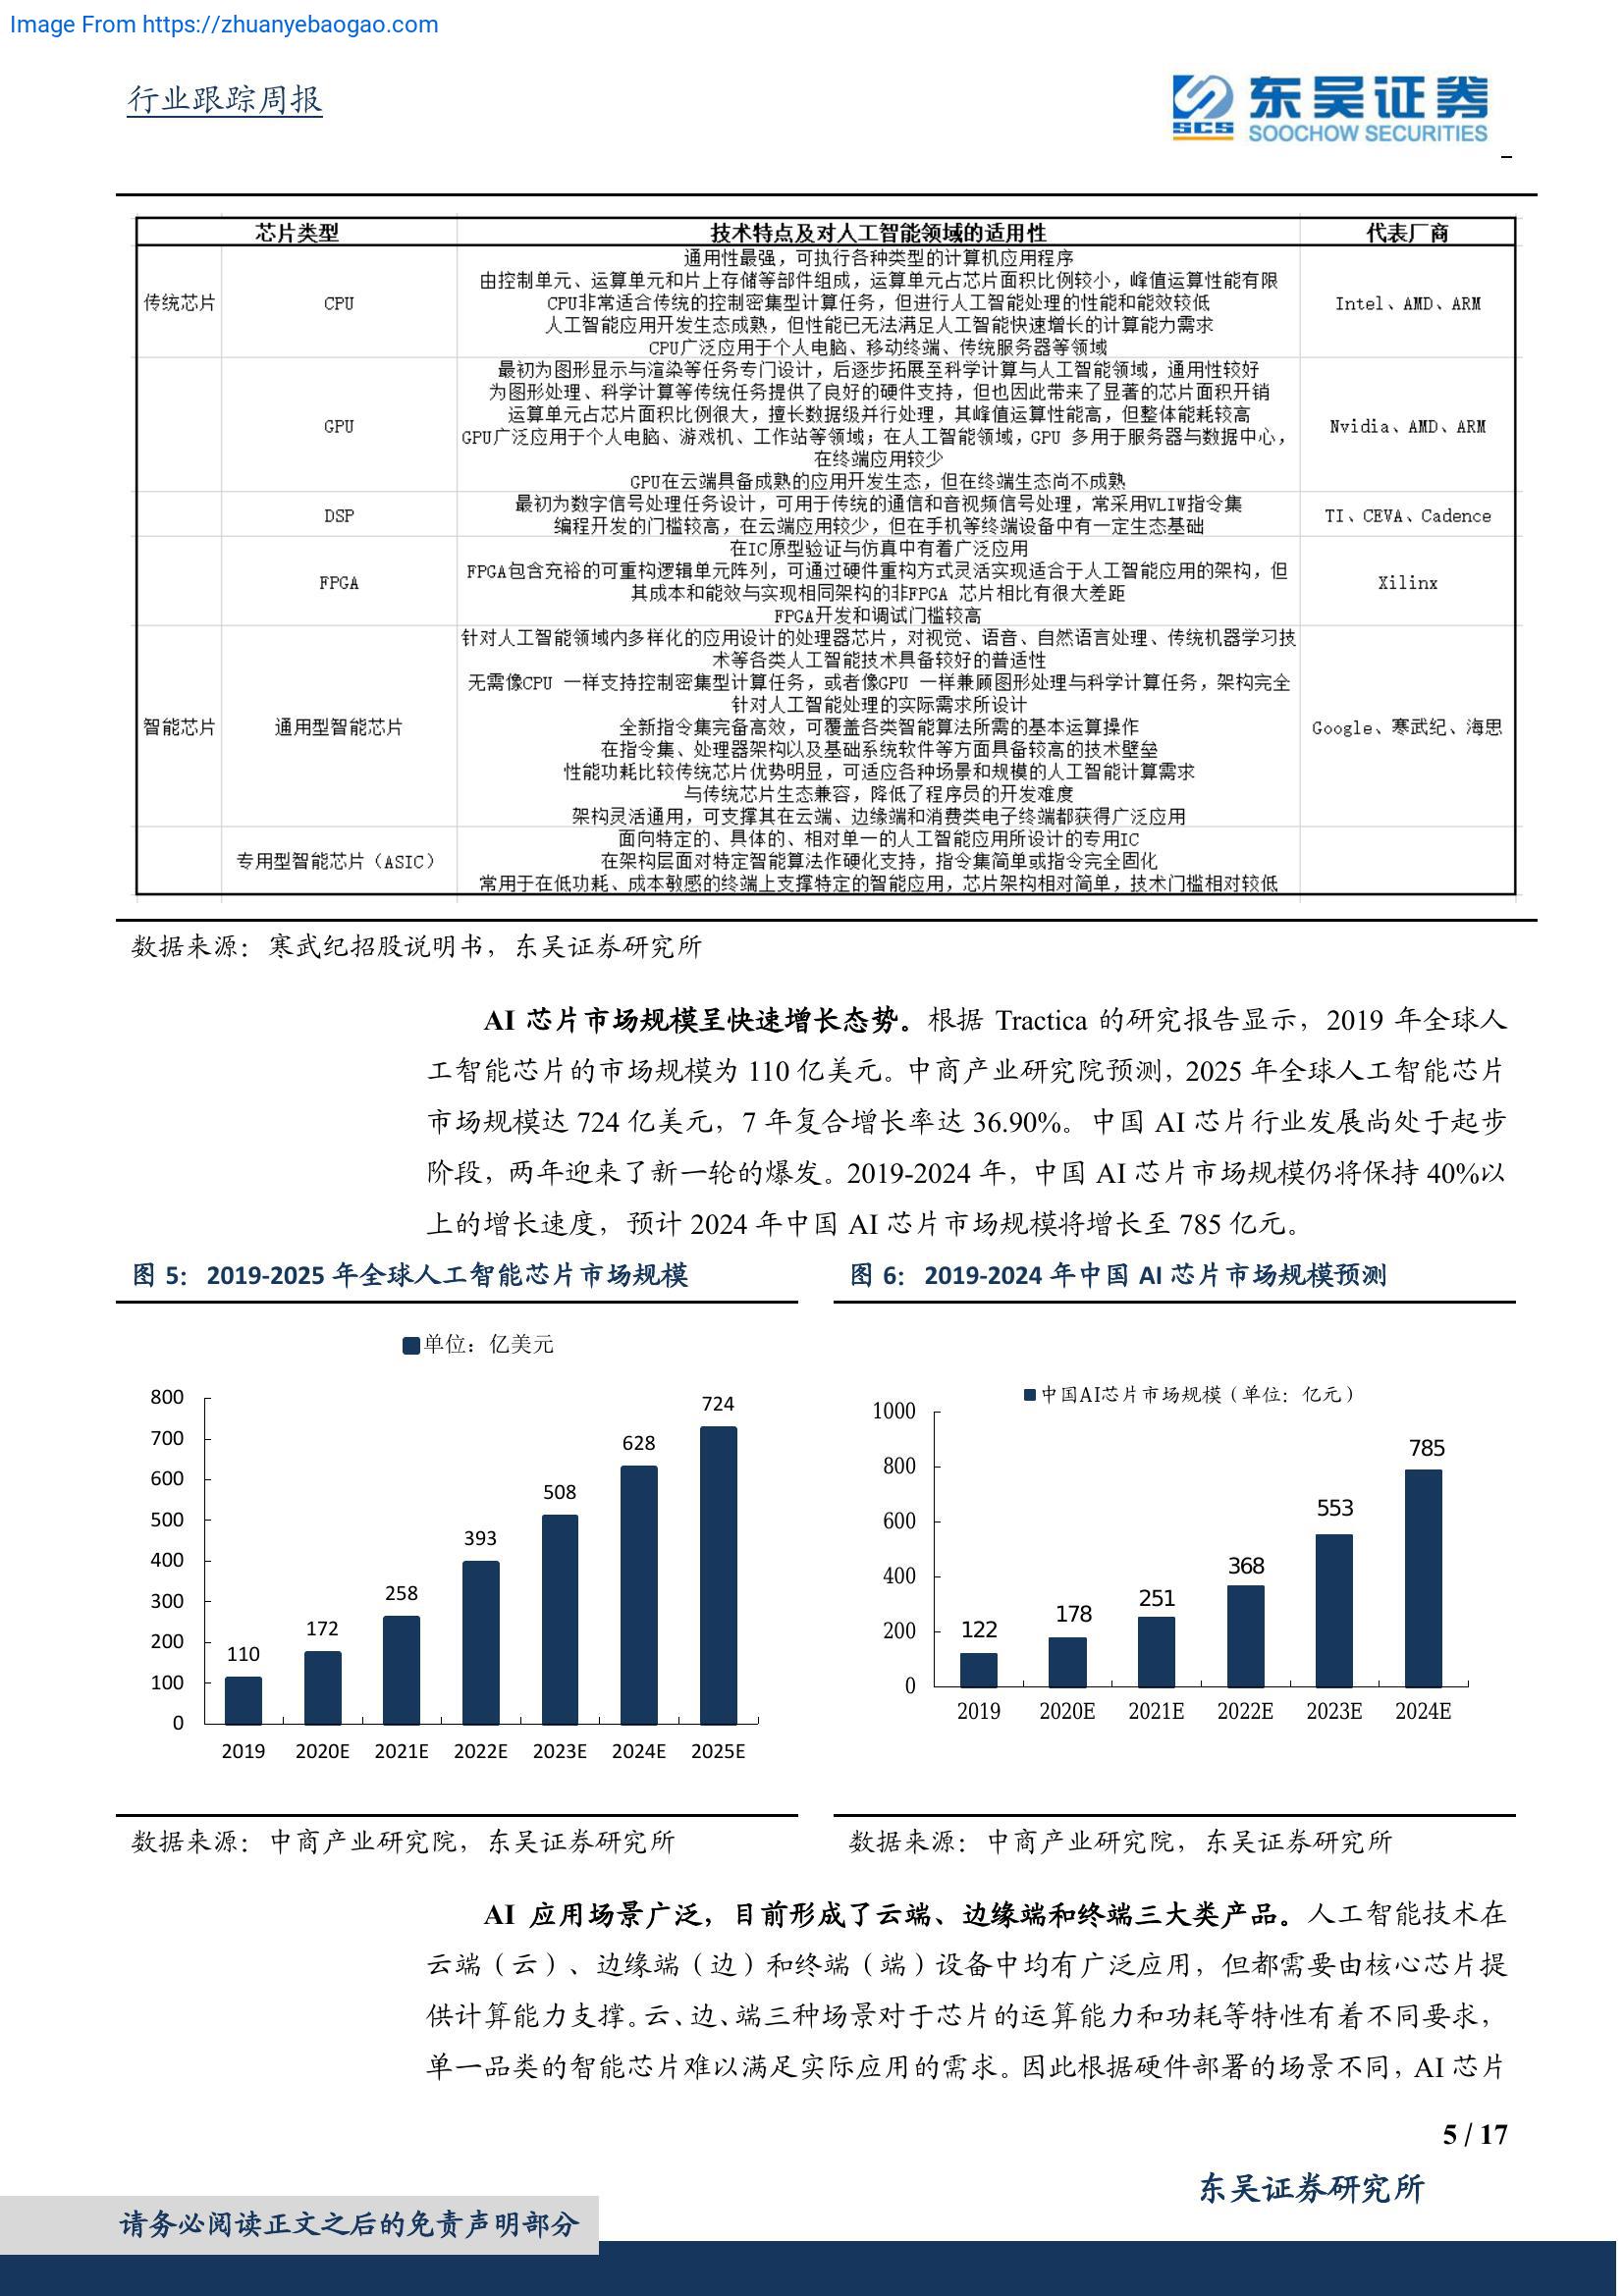 Image From https://zhuanyebaogao.com
行业跟踪周报
东吴证券
SCS
SOOCHOW SECURITIES
芯片类型 技术特点及对人工智能领域的适用性 代表厂商
通用性最强，可执行各种类型的计算机应用程序
由控制单元、运算单元和片上存储等部件组成，运算单元占芯片面积比例较小，峰值运算性能有限
传统芯片 CPU CPU非常适合传统的控制密集型计算任务，但进行人工智能处理的性能和能效较低 Intel、AMD、ARM
人工智能应用开发生态成熟，但性能已无法满足人工智能快速增长的计算能力需求
CPU广泛应用于个人电脑、移动终端、传统服务器等领域
最初为图形显示与渲染等任务专门设计，后逐步拓展至科学计算与人工智能领域，通用性较好
为图形处理、科学计算等传统任务提供了良好的硬件支持，但也因此带来了显著的芯片面积开销
运算单元占芯片面积比例很大，擅长数据级并行处理，其峰值运算性能高，但整体能耗较高
GPU GPU广泛应用于个人电脑、游戏机、工作站等领域；在人工智能领域，GPU 多用于服务器与数据中心， Nvidia、AMD、ARM
在终端应用较少
GPU在云端具备成熟的应用开发生态，但在终端生态尚不成熟
最初为数字信号处理任务设计，可用于传统的通信和音视频信号处理，常采用VLIW指令集
DSP TI、CEVA、Cadence
编程开发的门槛较高，在云端应用较少，但在手机等终端设备中有一定生态基础
在IC原型验证与仿真中有着广泛应用
FPGA包含充裕的可重构逻辑单元阵列，可通过硬件重构方式灵活实现适合于人工智能应用的架构，但
FPGA Xilinx
其成本和能效与实现相同架构的非FPGA 芯片相比有很大差距
FPGA开发和调试门槛较高
针对人工智能领域内多样化的应用设计的处理器芯片，对视觉、语音、自然语言处理、传统机器学习技
术等各类人工智能技术具备较好的普适性
无需像CPU 一样支持控制密集型计算任务，或者像GPU 一样兼顾图形处理与科学计算任务，架构完全
针对人工智能处理的实际需求所设计
智能芯片 通用型智能芯片 全新指令集完备高效，可覆盖各类智能算法所需的基本运算操作 Google、寒武纪、海思
在指令集、处理器架构以及基础系统软件等方面具备较高的技术壁垒
性能功耗比较传统芯片优势明显，可适应各种场景和规模的人工智能计算需求
与传统芯片生态兼容，降低了程序员的开发难度
架构灵活通用，可支撑其在云端、边缘端和消费类电子终端都获得广泛应用
面向特定的、具体的、相对单一的人工智能应用所设计的专用IC
专用型智能芯片（ASIC） 在架构层面对特定智能算法作硬化支持，指令集简单或指令完全固化
常用于在低功耗、成本敏感的终端上支撑特定的智能应用，芯片架构相对简单，技术门槛相对较低
数据来源：寒武纪招股说明书，东吴证券研究所
AI 芯片市场规模呈快速增长态势。根据 Tractica 的研究报告显示，2019 年全球人
工智能芯片的市场规模为 110 亿美元。中商产业研究院预测，2025 年全球人工智能芯片
市场规模达 724 亿美元，7 年复合增长率达 36.90%。中国 AI 芯片行业发展尚处于起步
阶段，两年迎来了新一轮的爆发。2019-2024 年，中国 AI 芯片市场规模仍将保持 40%以
上的增长速度，预计 2024 年中国 AI 芯片市场规模将增长至 785 亿元。
图 5：2019-2025 年全球人工智能芯片市场规模
单位：亿美元
800
700
600
500
400
300
200
100
0
110
172
258
393
508
628
724
2019 2020E 2021E 2022E 2023E 2024E 2025E
数据来源：中商产业研究院，东吴证券研究所
图 6：2019-2024 年中国 AI 芯片市场规模预测
中国AI芯片市场规模（单位：亿元）
1000
800
600
400
200
0
122
178
251
368
553
785
2019 2020E 2021E 2022E 2023E 2024E
数据来源：中商产业研究院，东吴证券研究所
AI 应用场景广泛，目前形成了云端、边缘端和终端三大类产品。人工智能技术在
云端（云）、边缘端（边）和终端（端）设备中均有广泛应用，但都需要由核心芯片提
供计算能力支撑。云、边、端三种场景对于芯片的运算能力和功耗等特性有着不同要求，
单一品类的智能芯片难以满足实际应用的需求。因此根据硬件部署的场景不同，AI 芯片
5 / 17
东吴证券研究所
请务必阅读正文之后的免责声明部分